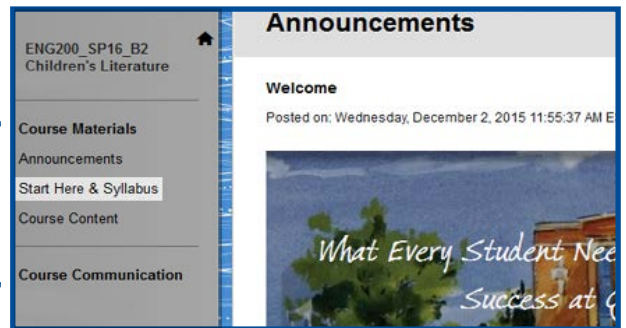 ENG200_SP16_B2
Children's Literature
Course Materials
Announcements
Start Here & Syllabus
Course Content
Course Communication
Announcements
Welcome
Posted on: Wednesday, December 2, 2015 11:55:37 AM E
What Every Student Nee
Success at